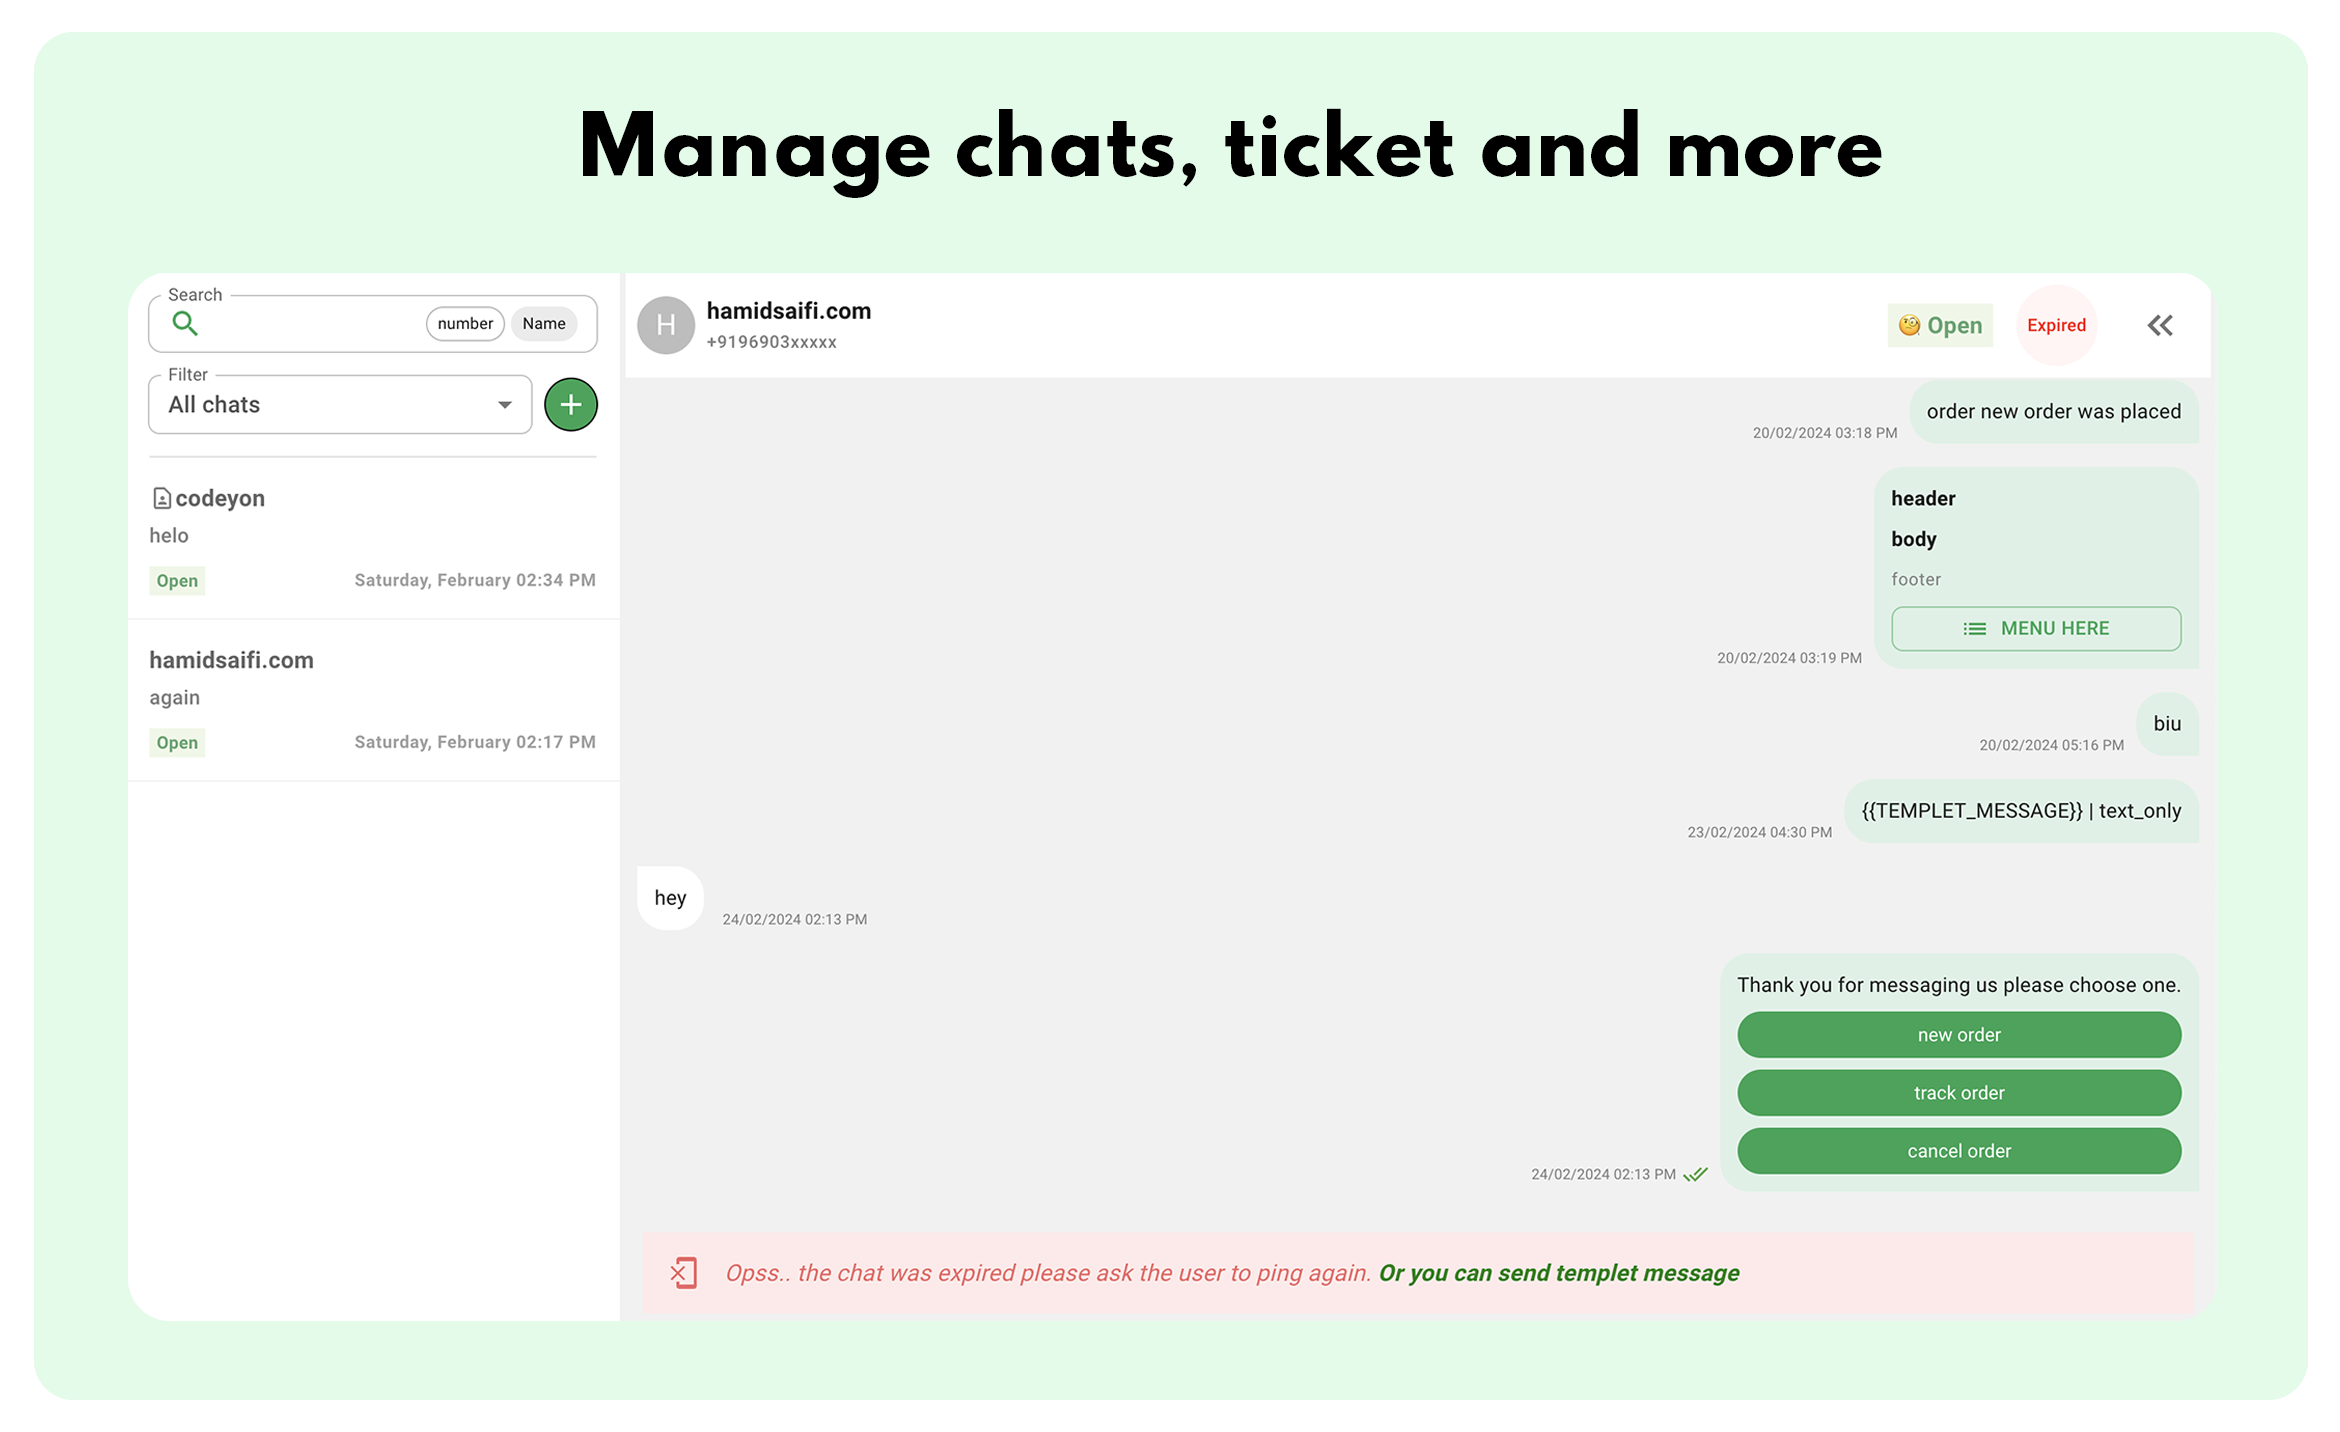 Manage chats, ticket and more
Search
number
Name
Filter
All chats
codeyon
helo
Open
Saturday, February 02:34 PM
hamidsaifi.com
again
Open
Saturday, February 02:17 PM
H
hamidsaifi.com
+9196903xxxxx
Open
Expired
order new order was placed
20/02/2024 03:18 PM
header
body
footer
MENU HERE
20/02/2024 03:19 PM
biu
20/02/2024 05:16 PM
{{TEMPLET_MESSAGE}} | text_only
23/02/2024 04:30 PM
hey
24/02/2024 02:13 PM
Thank you for messaging us please choose one.
new order
track order
cancel order
24/02/2024 02:13 PM
Opss.. the chat was expired please ask the user to ping again. Or you can send templet message